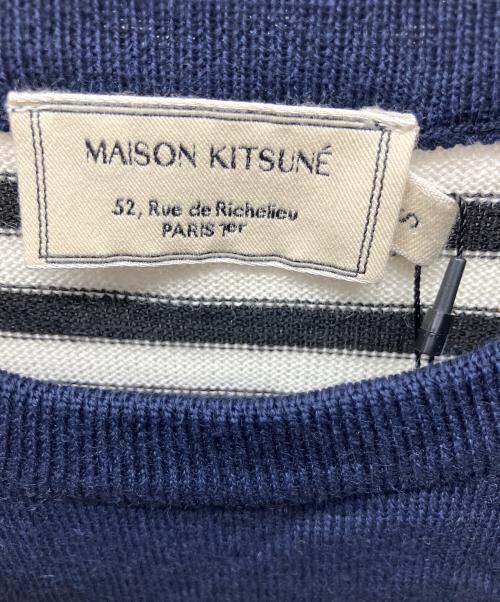 MAISON KITSUNÉ
52, Rue de Richelieu
PARIS 1er
S